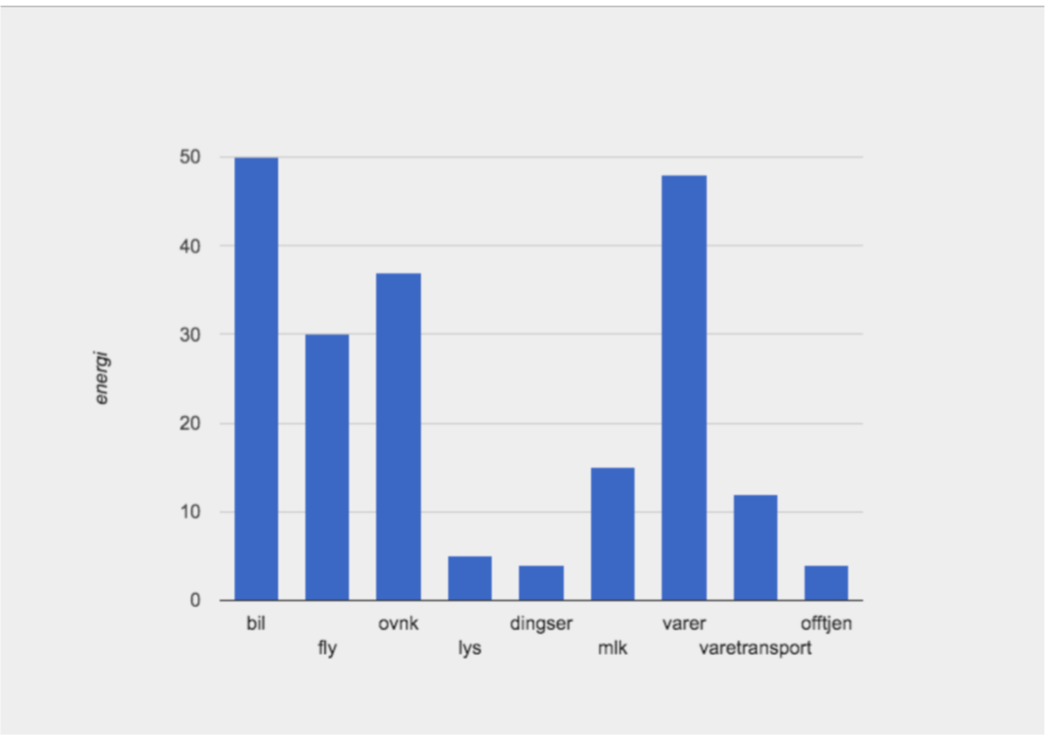 50
40
30
20
10
0
energi
bil
fly
ovnk
lys
dingser
mlk
varer
varetransport
offtjen